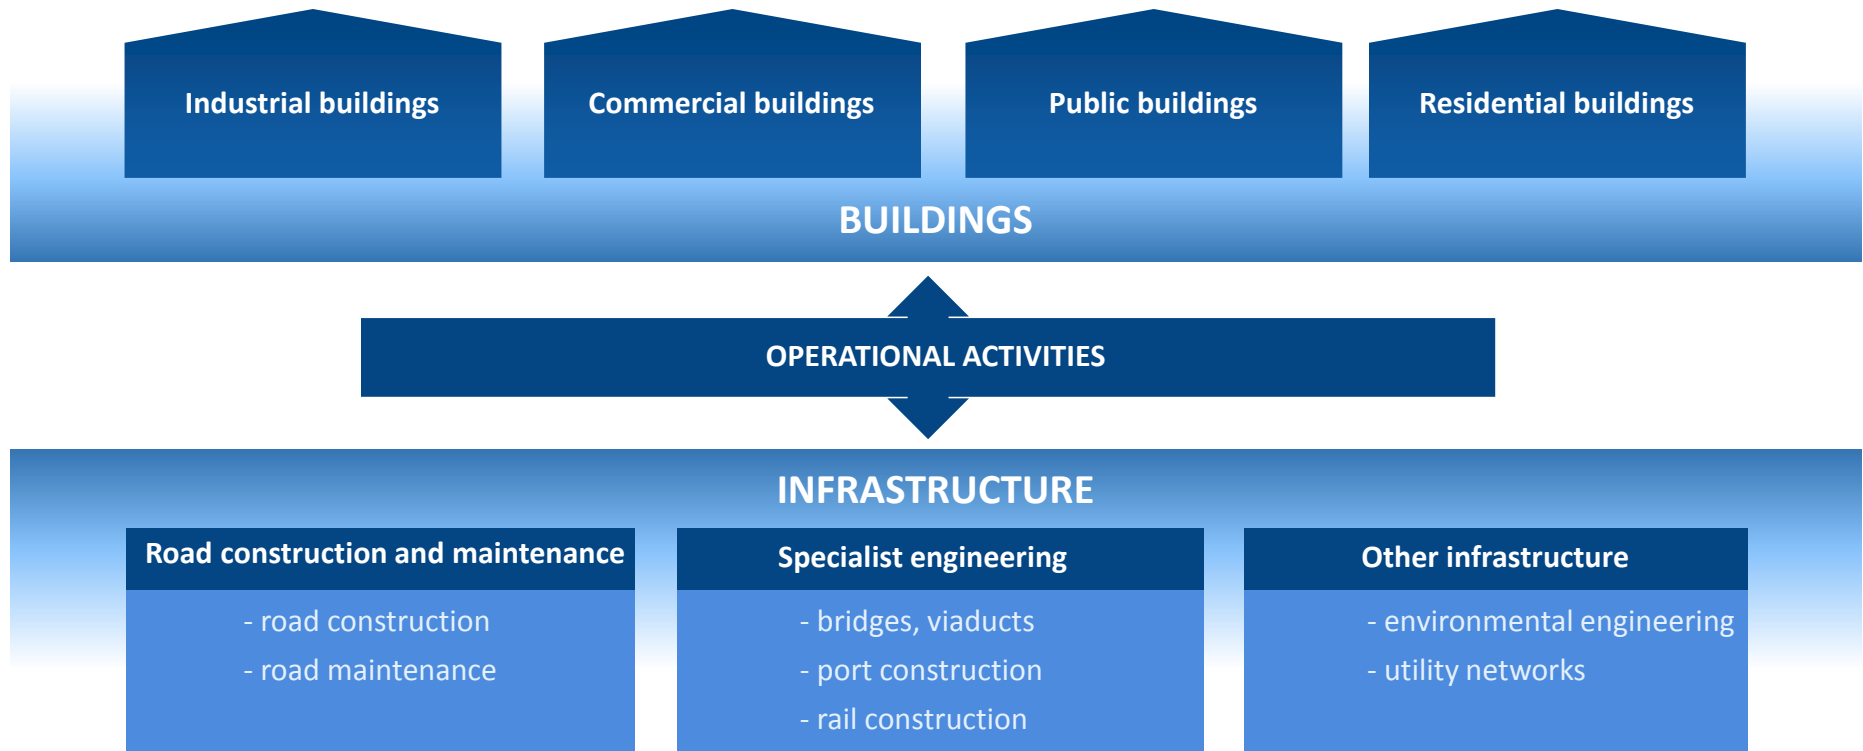 Industrial buildings
Commercial buildings
Public buildings
Residential buildings
BUILDINGS
OPERATIONAL ACTIVITIES
INFRASTRUCTURE
Road construction and maintenance
- road construction
- road maintenance
Specialist engineering
- bridges, viaducts
- port construction
- rail construction
Other infrastructure
- environmental engineering
- utility networks